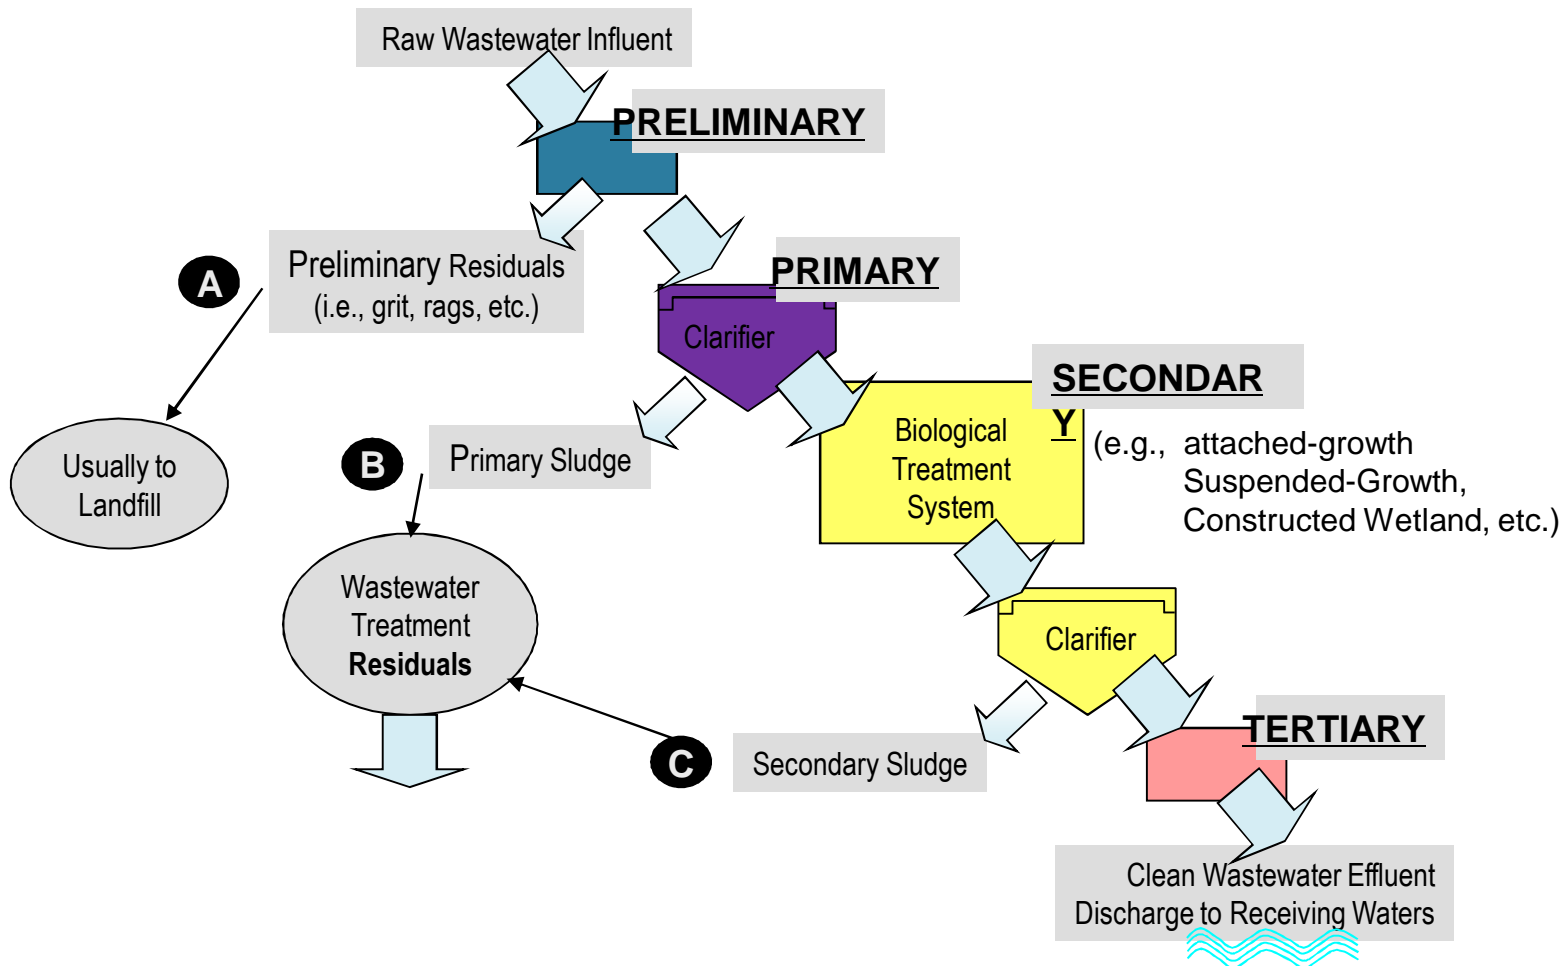 Raw Wastewater Influent
PRELIMINARY
A
Preliminary Residuals
(i.e., grit, rags, etc.)
PRIMARY
Clarifier
Usually to
Landfill
B
Primary Sludge
SECONDAR
Y
Biological
Treatment
System
(e.g., attached-growth
Suspended-Growth,
Constructed Wetland, etc.)
Wastewater
Treatment
Residuals
Clarifier
C
Secondary Sludge
TERTIARY
Clean Wastewater Effluent
Discharge to Receiving Waters